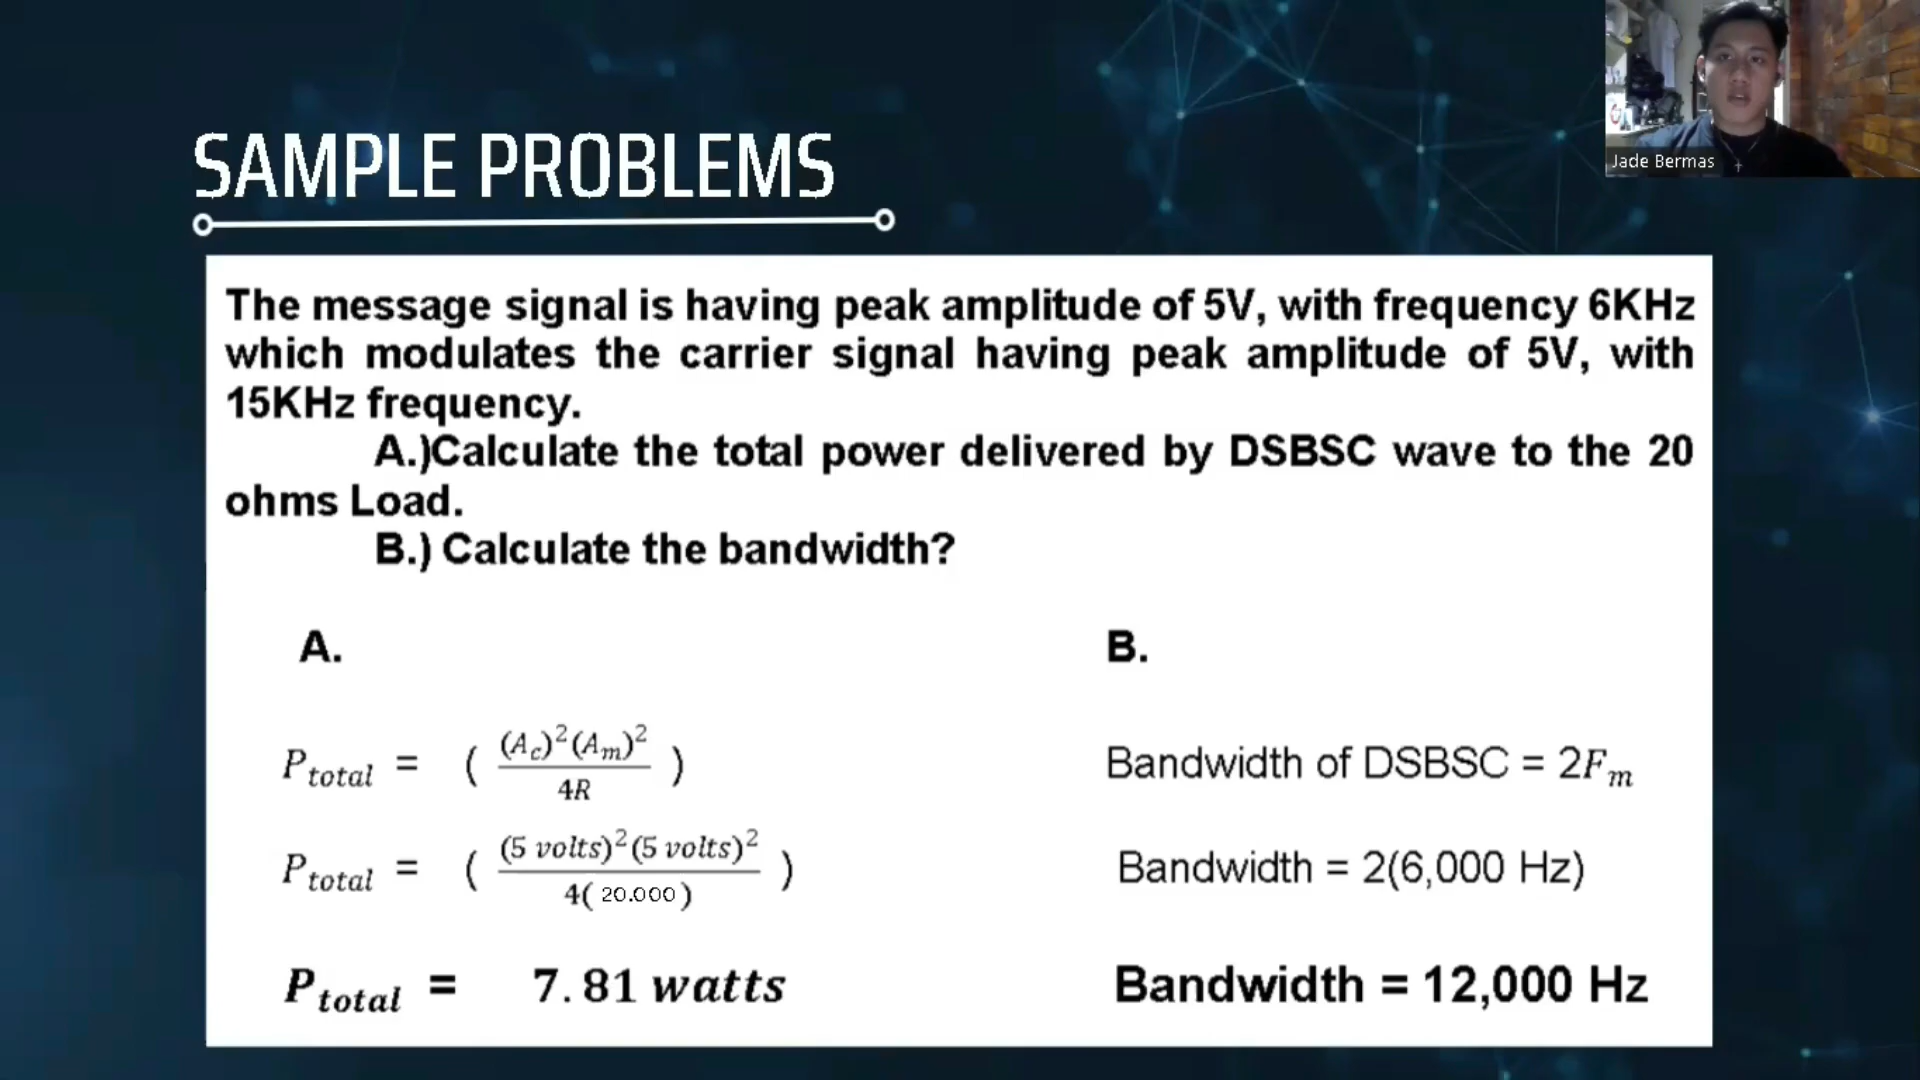 Jade Bermas
SAMPLE PROBLEMS
The message signal is having peak amplitude of 5V, with frequency 6KHz
which modulates the carrier signal having peak amplitude of 5V, with
15KHz frequency.
A.)Calculate the total power delivered by DSBSC wave to the 20
ohms Load.
B.) Calculate the bandwidth?
A.
P_total = ( (A_c)^2(A_m)^2 / 4R )
P_total = ( (5 volts)^2(5 volts)^2 / 4( 20.000 ) )
P_total = 7.81 watts
B.
Bandwidth of DSBSC = 2F_m
Bandwidth = 2(6,000 Hz)
Bandwidth = 12,000 Hz